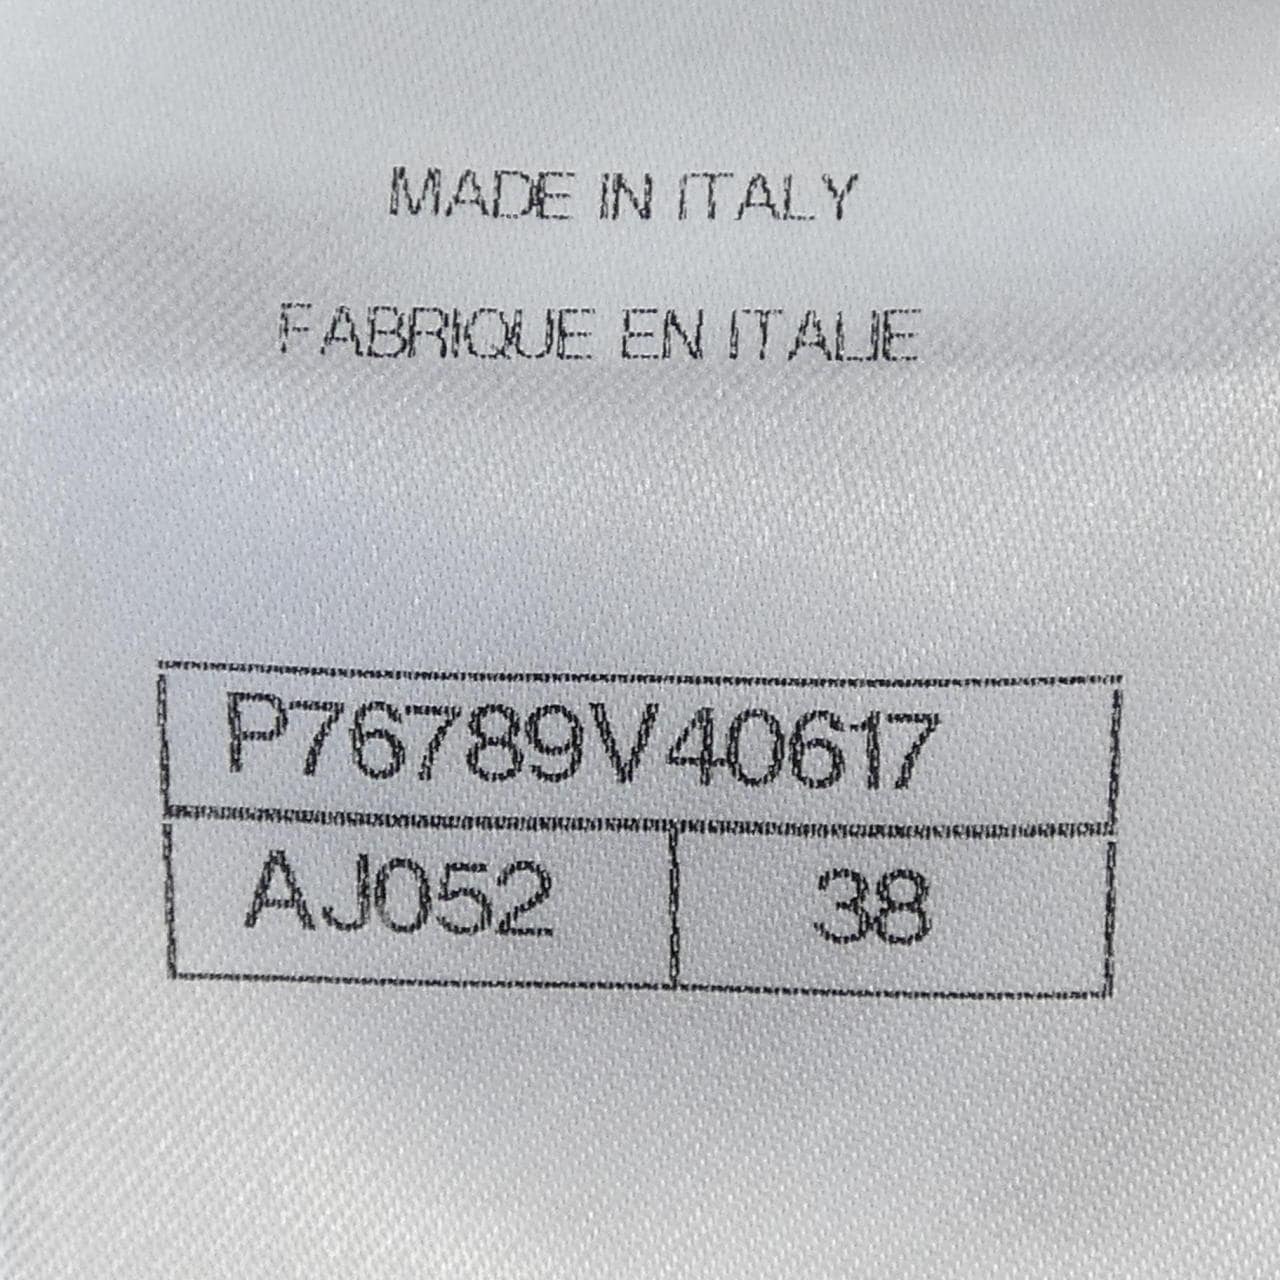 MADE IN ITALY
FABRIQUE EN ITALIE
P76789V40617
AJ052 38